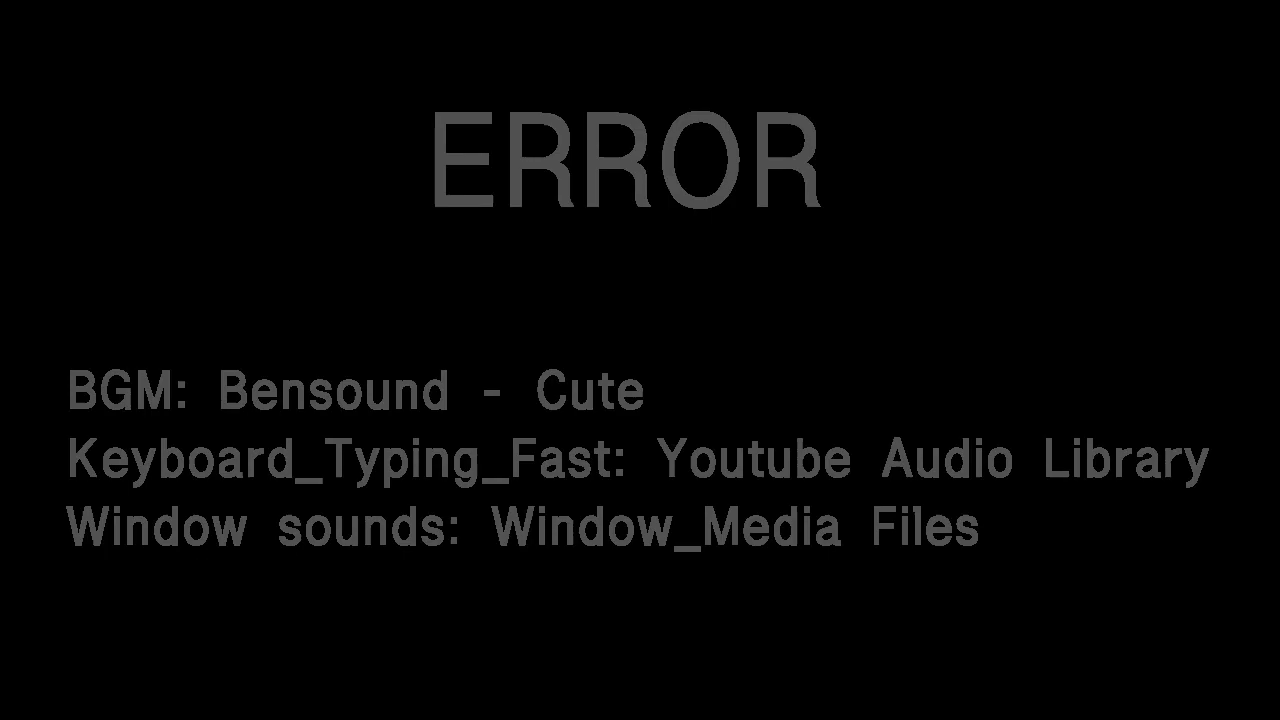 ERROR
BGM: Bensound - Cute
Keyboard_Typing_Fast: Youtube Audio Library
Window sounds: Window_Media Files